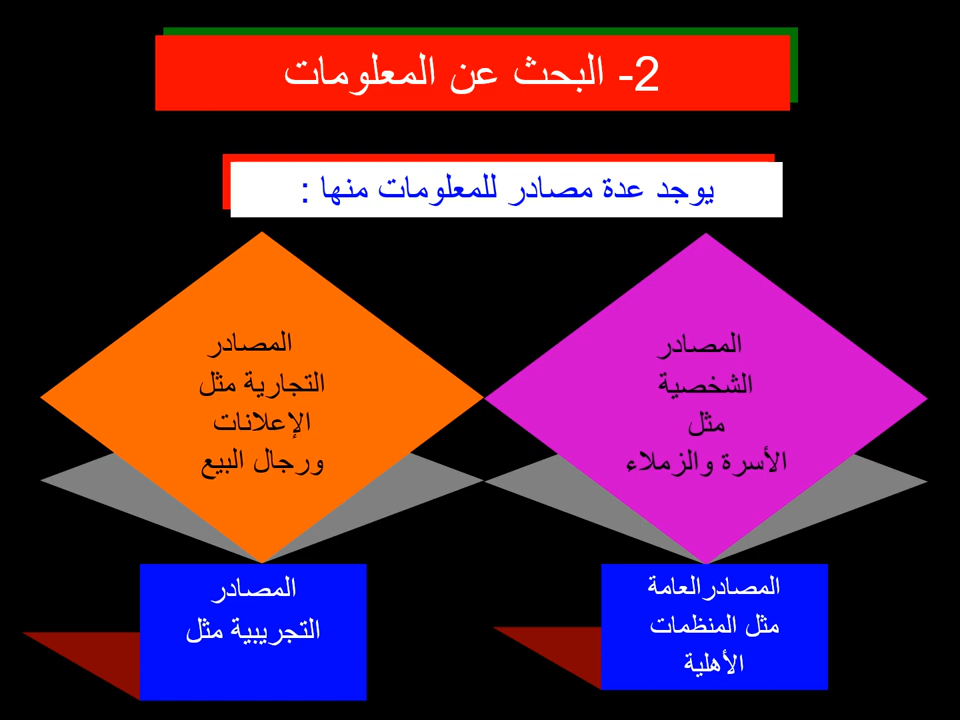 2- البحث عن المعلومات
يوجد عدة مصادر للمعلومات منها :
المصادر
الشخصية
مثل
الأسرة والزملاء
المصادر
التجارية مثل
الإعلانات
ورجال البيع
المصادرالعامة
مثل المنظمات
الأهلية
المصادر
التجريبية مثل